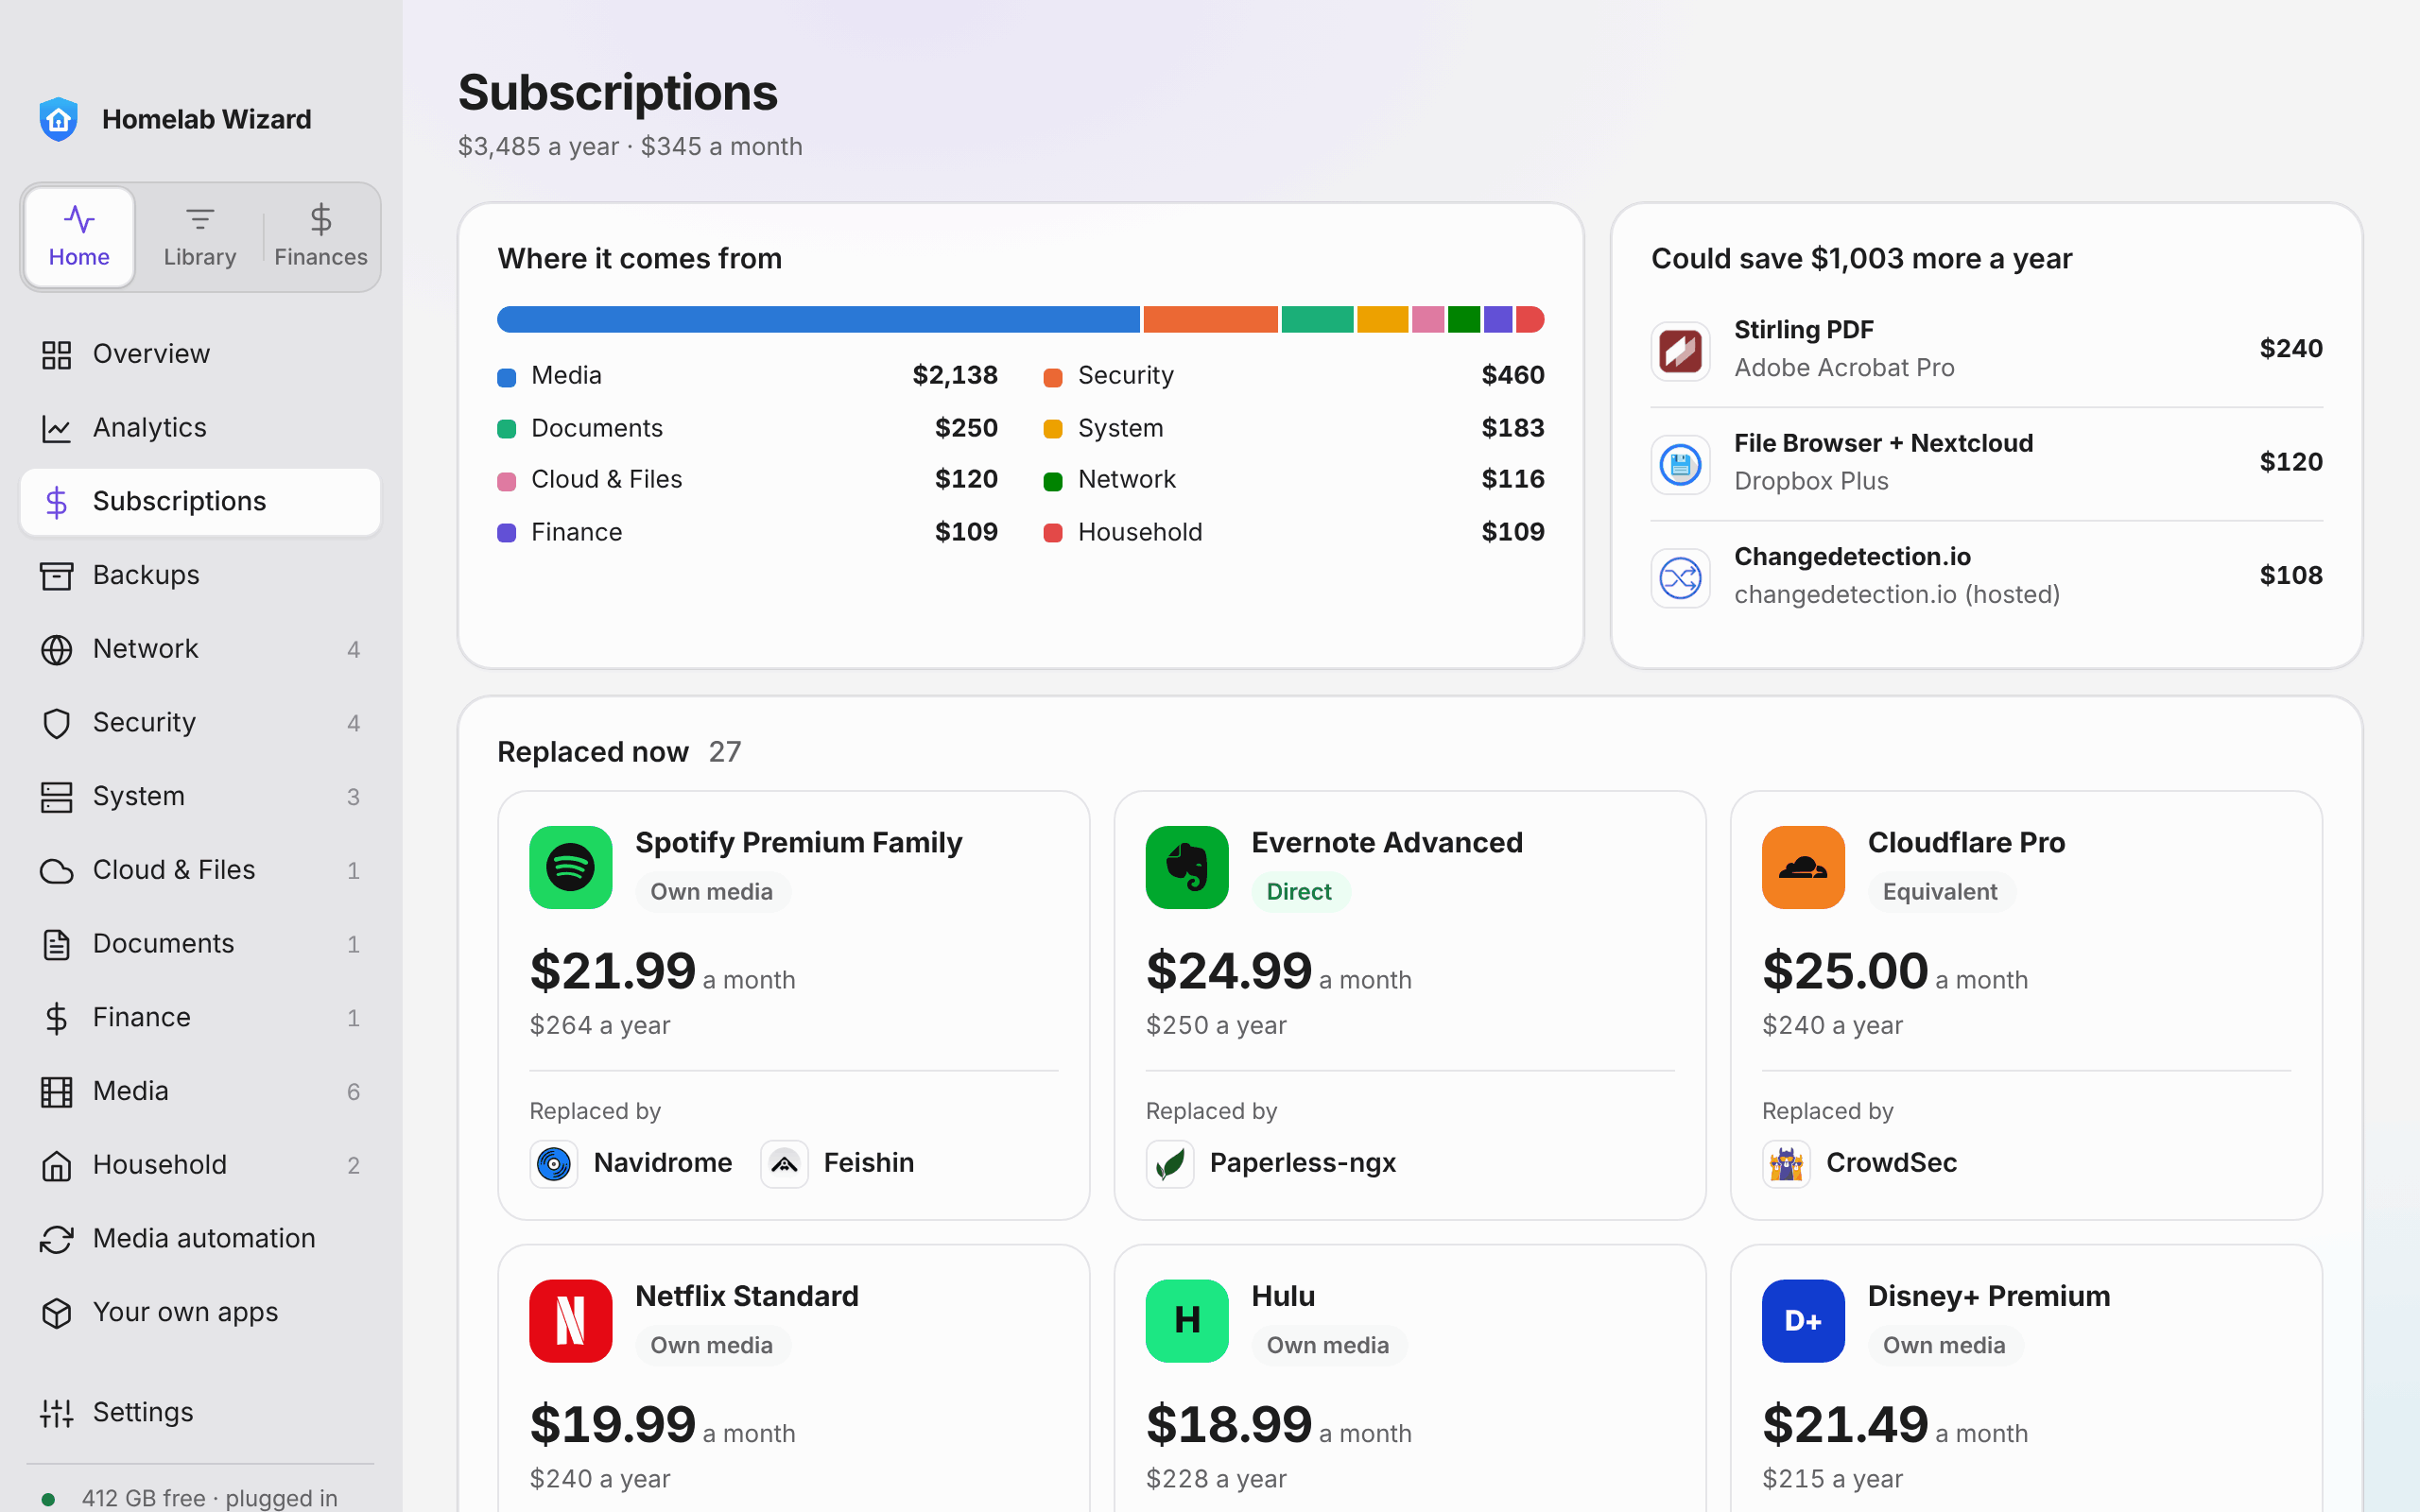 Homelab Wizard
Home
Library
Finances
Overview
Analytics
Subscriptions
Backups
Network 4
Security 4
System 3
Cloud & Files 1
Documents 1
Finance 1
Media 6
Household 2
Media automation
Your own apps
Settings
412 GB free · plugged in
Subscriptions
$3,485 a year · $345 a month
Where it comes from
Media $2,138
Security $460
Documents $250
System $183
Cloud & Files $120
Network $116
Finance $109
Household $109
Could save $1,003 more a year
Stirling PDF
Adobe Acrobat Pro
$240
File Browser + Nextcloud
Dropbox Plus
$120
Changedetection.io
changedetection.io (hosted)
$108
Replaced now 27
Spotify Premium Family
Own media
$21.99 a month
$264 a year
Replaced by
Navidrome
Feishin
Evernote Advanced
Direct
$24.99 a month
$250 a year
Replaced by
Paperless-ngx
Cloudflare Pro
Equivalent
$25.00 a month
$240 a year
Replaced by
CrowdSec
N
Netflix Standard
Own media
$19.99 a month
$240 a year
H
Hulu
Own media
$18.99 a month
$228 a year
D+
Disney+ Premium
Own media
$21.49 a month
$215 a year